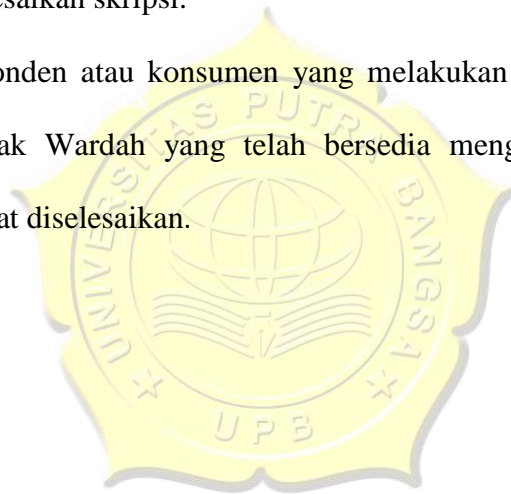 esaikan skripsi.
onden atau konsumen yang melakukan
ak Wardah yang telah bersedia meng
at diselesaikan.
UNIVERSITAS PUTRA BANGSA
UPB